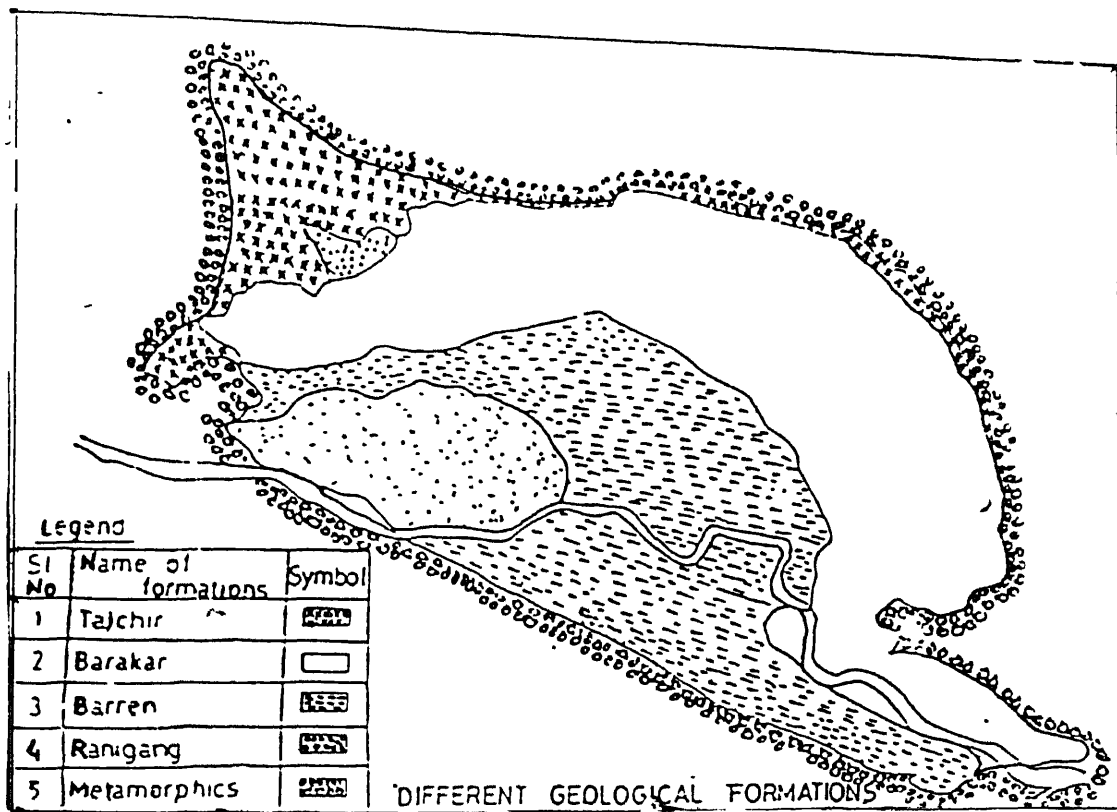 Legend
Sl No Name of formations Symbol
1 Talchir
2 Barakar
3 Barren
4 Ranigang
5 Metamorphics
DIFFERENT GEOLOGICAL FORMATIONS